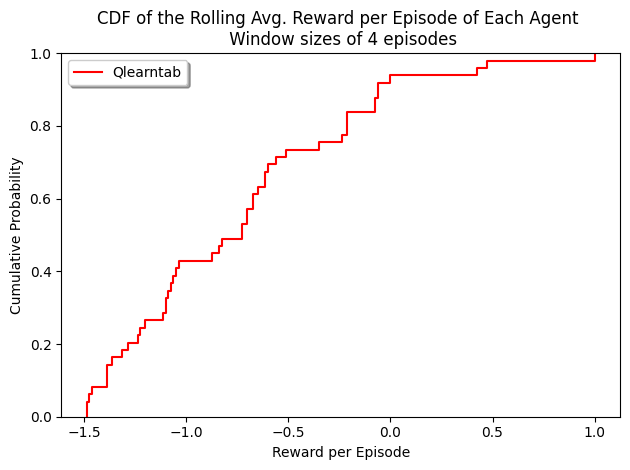 CDF of the Rolling Avg. Reward per Episode of Each Agent
Window sizes of 4 episodes
Qlearntab
1.0
0.8
0.6
0.4
0.2
0.0
Cumulative Probability
−1.5 −1.0 −0.5 0.0 0.5 1.0
Reward per Episode